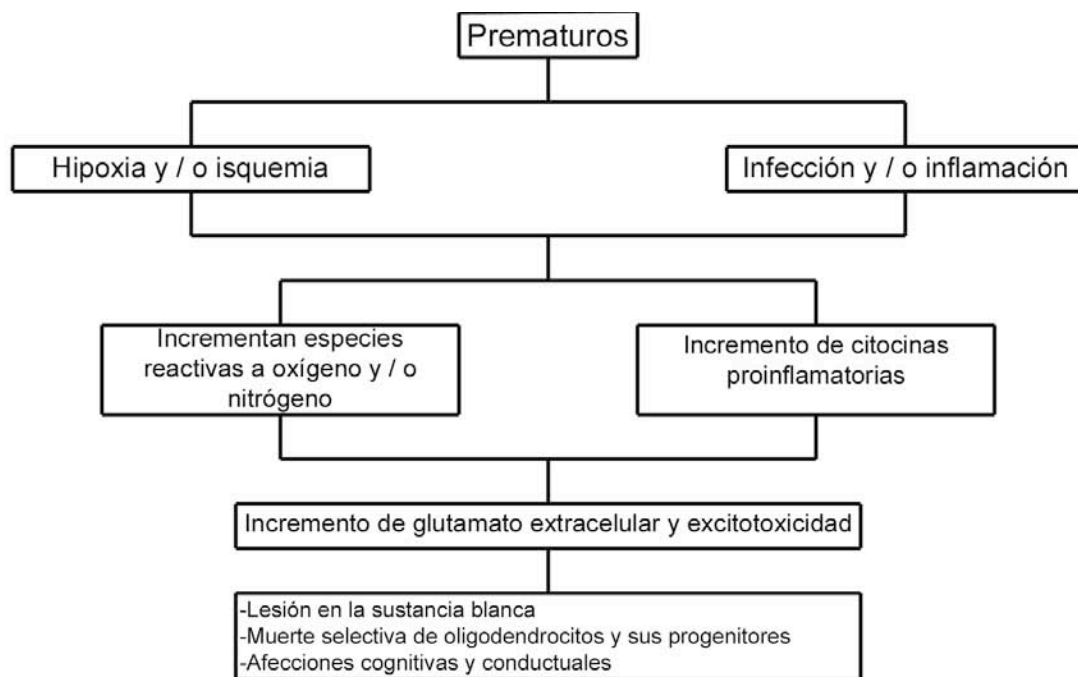 Prematuros
Hipoxia y / o isquemia
Infección y / o inflamación
Incrementan especies
reactivas a oxígeno y / o
nitrógeno
Incremento de citocinas
proinflamatorias
Incremento de glutamato extracelular y excitotoxicidad
-Lesión en la sustancia blanca
-Muerte selectiva de oligodendrocitos y sus progenitores
-Afecciones cognitivas y conductuales